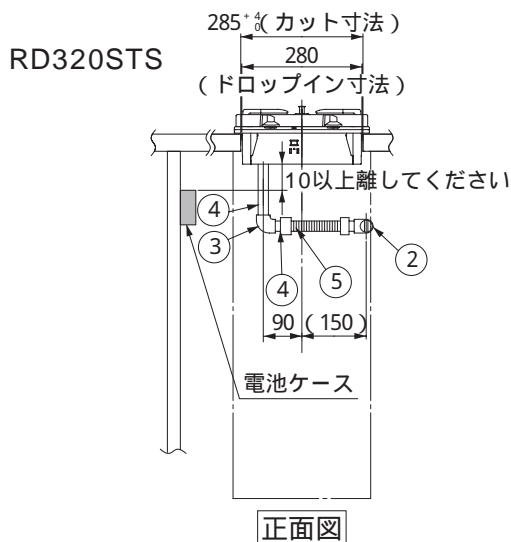 285 +4 0 (カット寸法)
RD320STS
280
(ドロップイン寸法)
10以上離してください
④
③
④
⑤
②
90 (150)
電池ケース
正面図